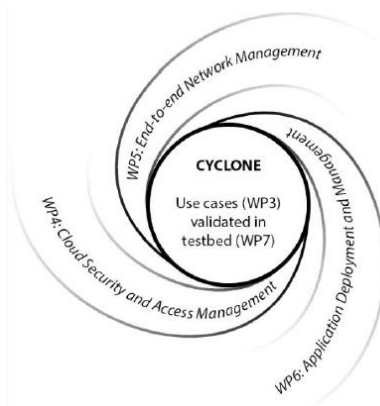 WP5: End-to-end Network Management
CYCLONE
Use cases (WP3)
validated in
testbed (WP7)
WP4: Cloud Security and Access Management
WP6: Application Deployment and Management